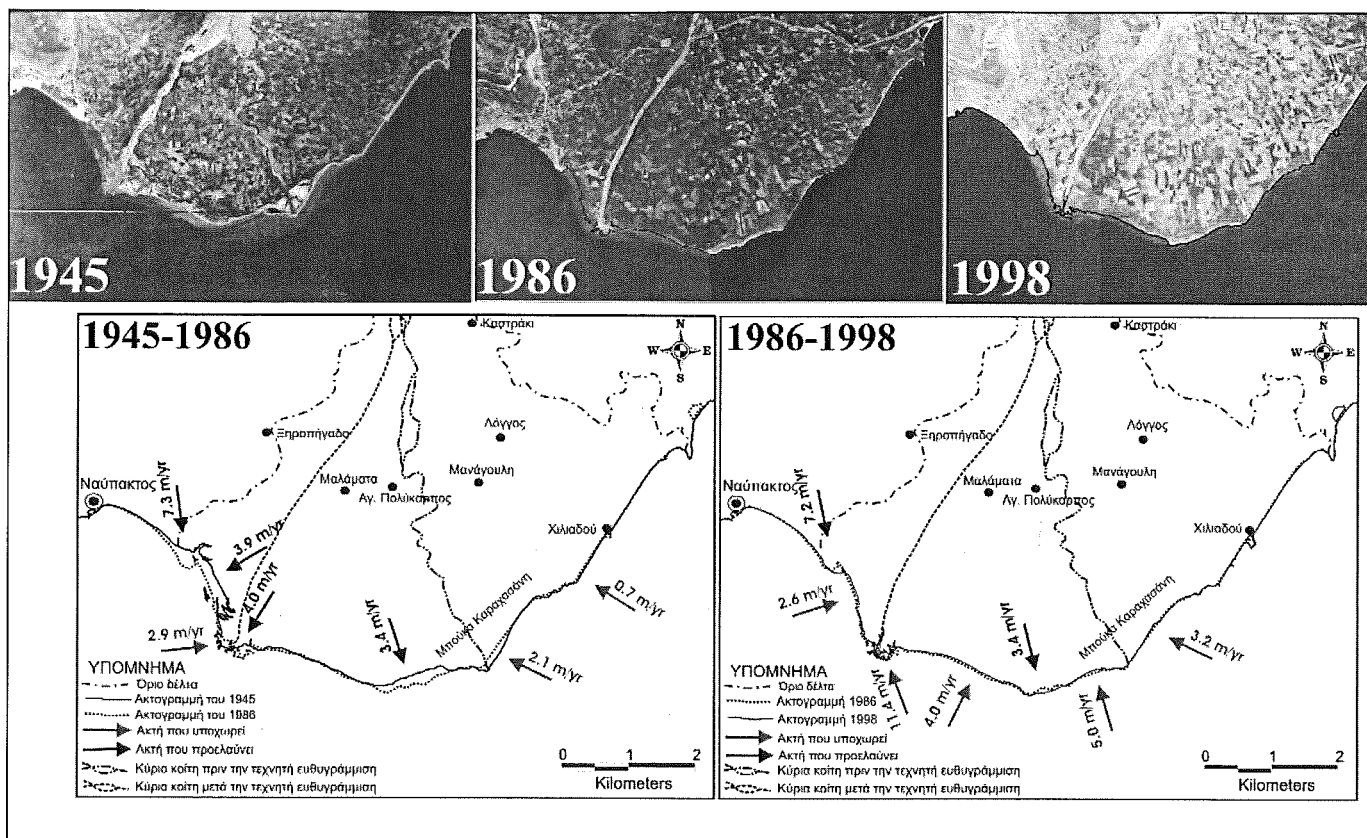 1945
1986
1998
1945-1986
Καστράκι
N
W E
S
Ξηροπήγαδο
Λόγγος
Ναύπακτος
Μαλάματα
Μανάγουλη
Αγ. Πολύκαρπος
Χιλιαδού
7.3 m/yr
3.9 m/yr
4.0 m/yr
2.9 m/yr
3.4 m/yr
Μπούκα Καραχασάνη
0.7 m/yr
2.1 m/yr
ΥΠΟΜΝΗΜΑ
Όριο δέλτα
Ακτογραμμή του 1945
Ακτογραμμή του 1986
Ακτή που υποχωρεί
Ακτή που προελαύνει
Κύρια κοίτη πριν την τεχνητή ευθυγράμμιση
Κύρια κοίτη μετά την τεχνητή ευθυγράμμιση
0 1 2
Kilometers
1986-1998
Καστράκι
N
W E
S
Ξηροπήγαδο
Λόγγος
Ναύπακτος
Μαλάματα
Μανάγουλη
Αγ. Πολύκαρπος
Χιλιαδού
7.2 m/yr
2.6 m/yr
11.4 m/yr
4.0 m/yr
3.4 m/yr
Μπούκα Καραχασάνη
5.0 m/yr
3.2 m/yr
ΥΠΟΜΝΗΜΑ
Όριο δέλτα
Ακτογραμμή 1986
Ακτογραμμή 1998
Ακτή που υποχωρεί
Ακτή που προελαύνει
Κύρια κοίτη πριν την τεχνητή ευθυγράμμιση
Κύρια κοίτη μετά την τεχνητή ευθυγράμμιση
0 1 2
Kilometers